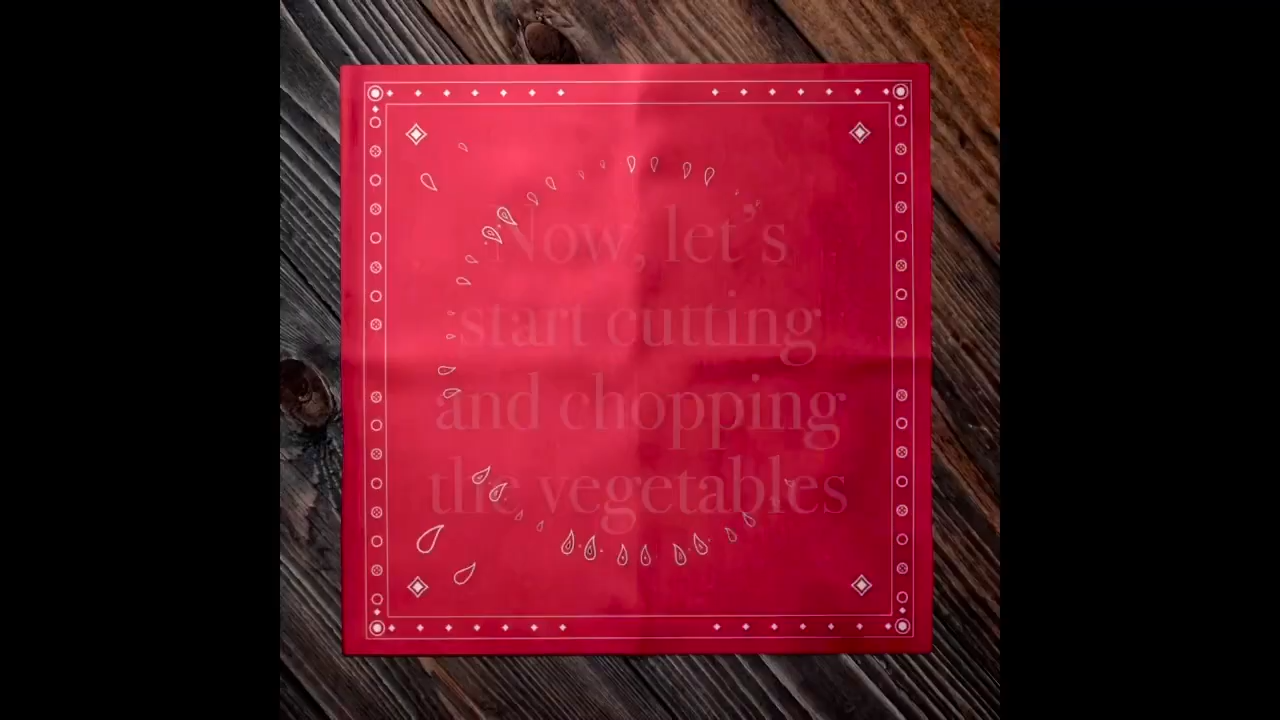 Now, let's
start cutting
and chopping
the vegetables